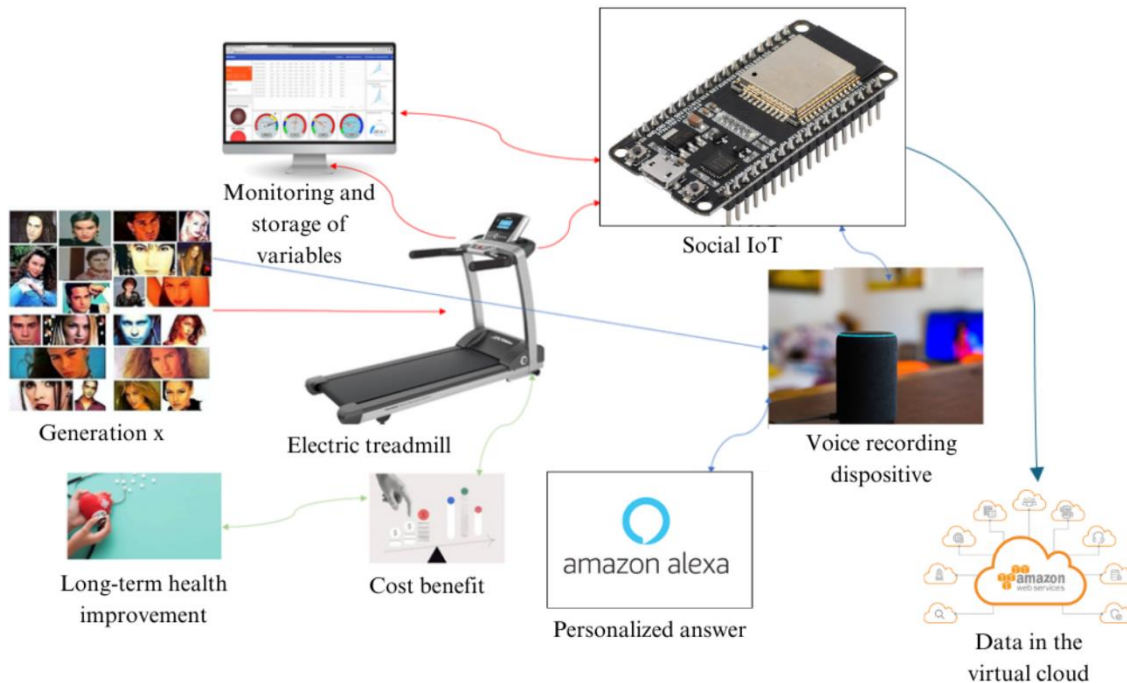 Monitoring and
storage of
variables
Social IoT
Generation x
Electric treadmill
Voice recording
dispositive
Long-term health
improvement
Cost benefit
amazon alexa
Personalized answer
amazon
web services
Data in the
virtual cloud